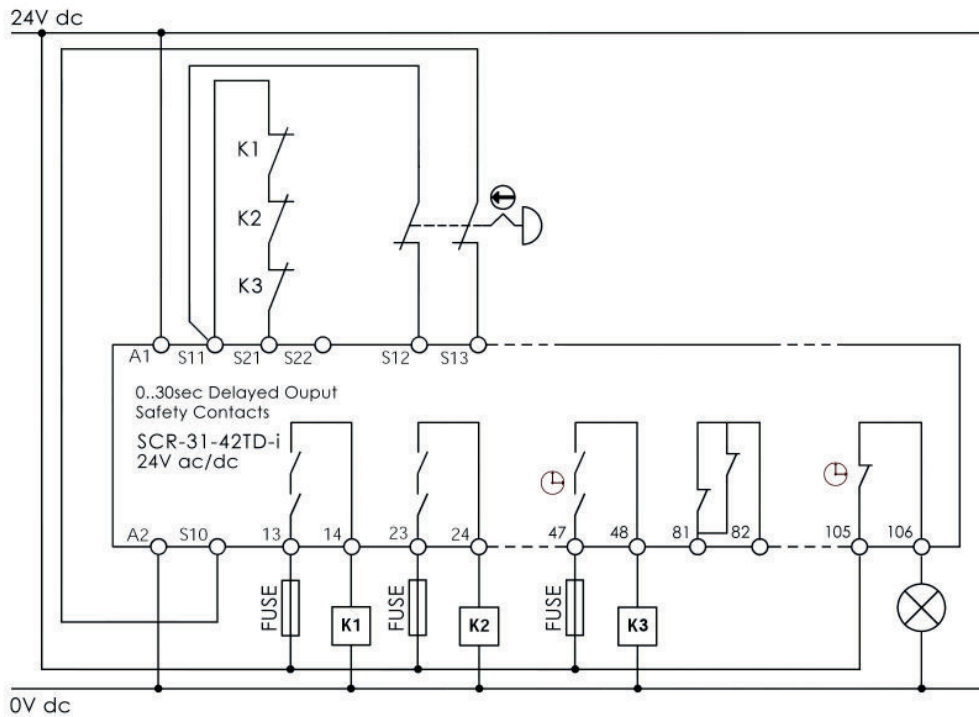 24V dc
K1
K2
K3
A1 S11 S21 S22 S12 S13
0..30sec Delayed Ouput
Safety Contacts
SCR-31-42TD-i
24V ac/dc
A2 S10 13 14 23 24 47 48 81 82 105 106
FUSE K1 FUSE K2 FUSE K3
0V dc